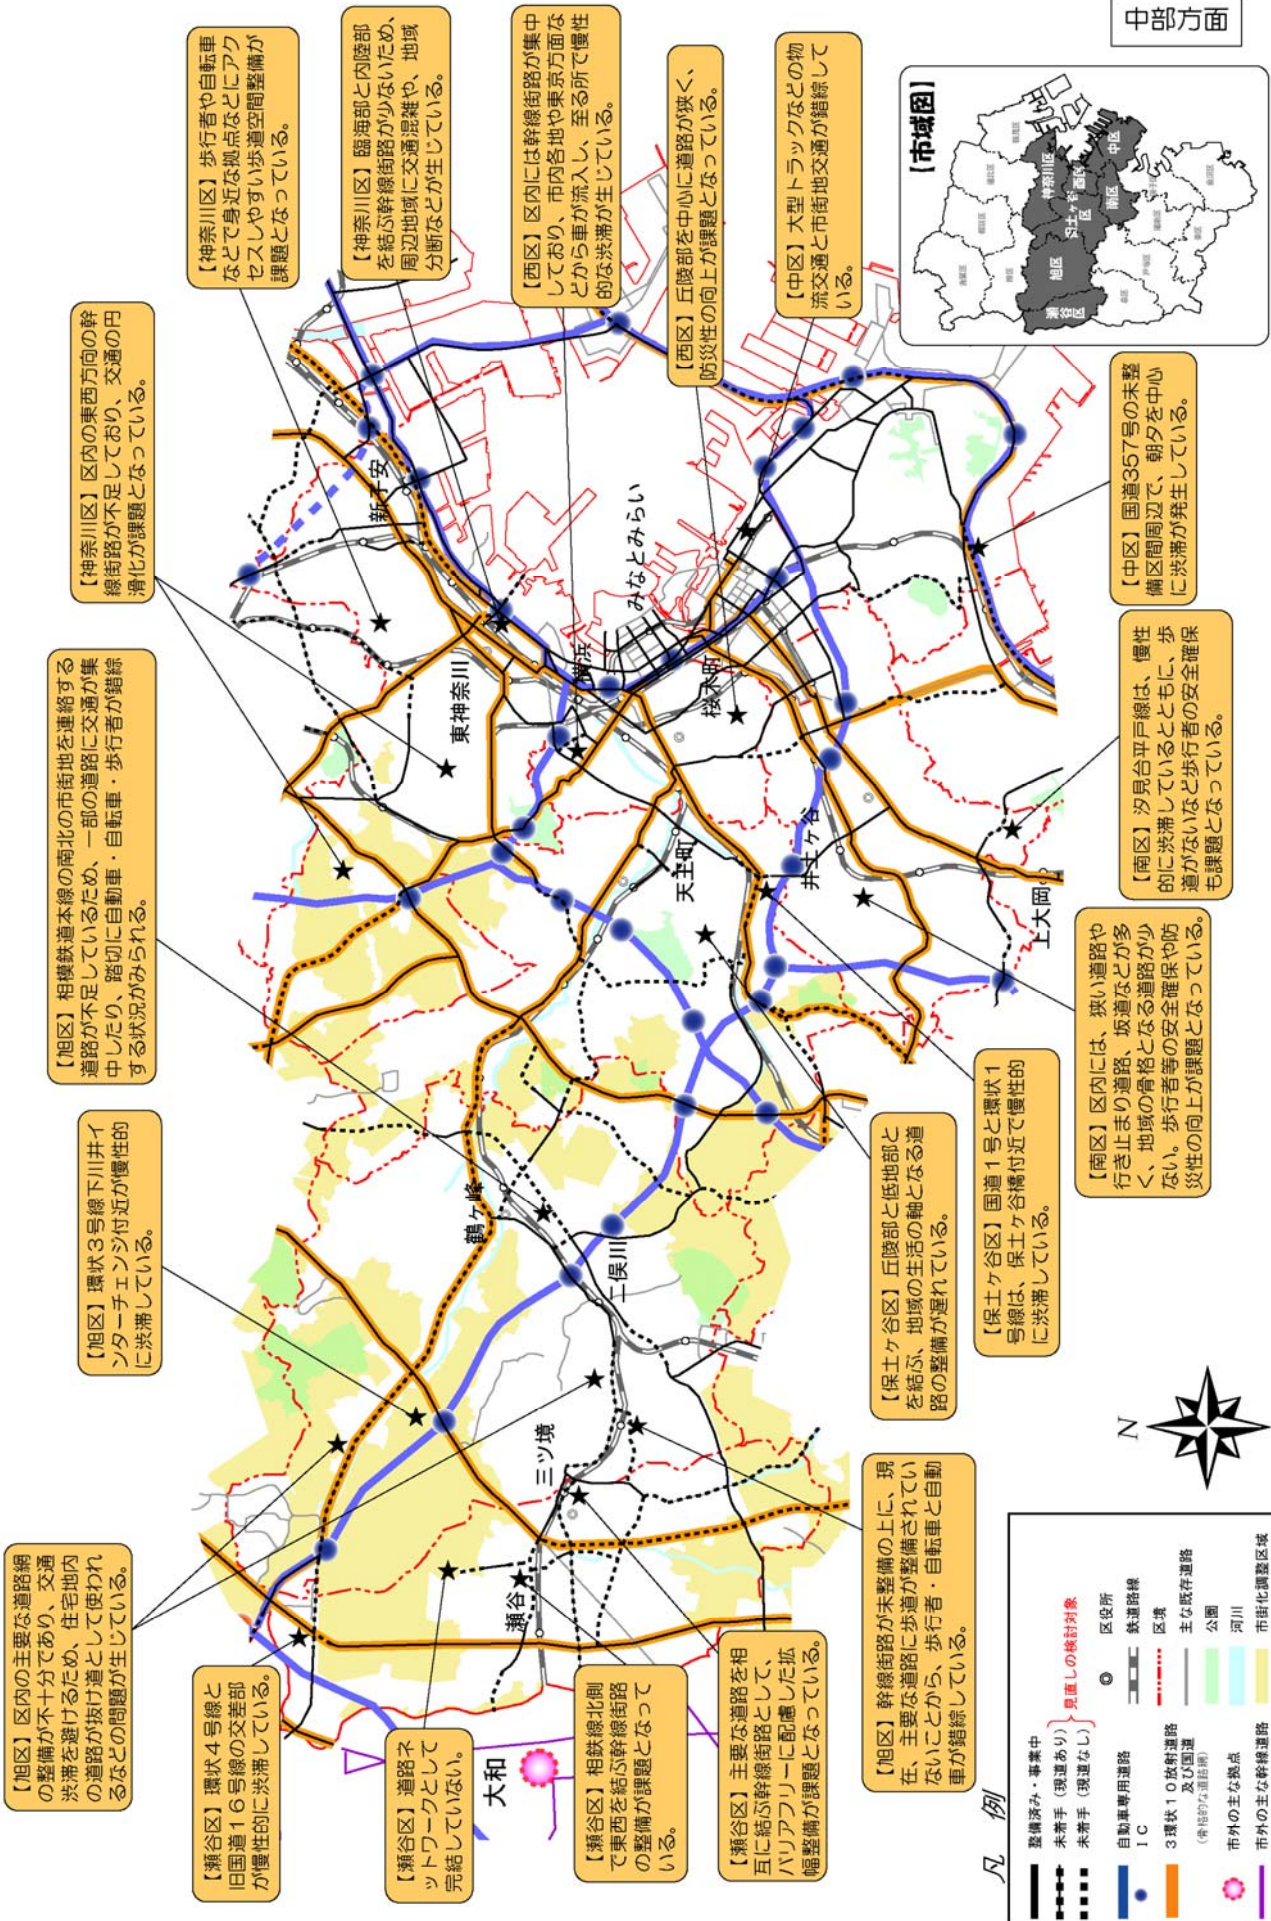 中部方面
【神奈川区】歩行者や自転車
などで身近な拠点などにアク
セスしやすい歩道空間整備が
課題となっている。
【神奈川区】臨海部と内陸部
を結ぶ幹線街路が少ないため、
周辺地域に交通混雑や、地域
分断などが生じている。
【西区】区内には幹線街路が集中
しており、市内各地や東京方面な
どから車が流入し、至る所で慢性
的な渋滞が生じている。
【西区】丘陵部を中心に道路が狭く、
防災性の向上が課題となっている。
【中区】大型トラックなどの物
流交通と市街地交通が錯綜して
いる。
【市域図】
神奈川区
西区
中区
保土ヶ谷
区
南区
旭区
瀬谷
区
【神奈川区】区内の東西方向の幹
線街路が不足しており、交通の円
滑化が課題となっている。
【旭区】相模鉄道本線の南北の市街地を連絡する
道路が不足しているため、一部の道路に交通が集
中したり、踏切に自動車・自転車・歩行者が錯綜
する状況がみられる。
【旭区】環状3号線下川井イ
ンターチェンジ付近が慢性的
に渋滞している。
【旭区】区内の主要な道路網
の整備が不十分であり、交通
渋滞を避けるため、住宅地内
の道路が抜け道として使われ
るなどの問題が生じている。
新子安
東神奈川
横浜
みなとみらい
桜木町
天王町
井土ヶ谷
上大岡
鶴ヶ峰
二俣川
三ツ境
瀬谷
大和
【中区】国道357号の未整
備区間周辺で、朝夕を中心
に渋滞が発生している。
【南区】汐見台平戸線は、慢性
的に渋滞しているとともに、歩
道がないなど歩行者の安全確保
も課題となっている。
【南区】区内には、狭い道路や
行き止まり道路、坂道などが多
く、地域の骨格となる道路が少
ない。歩行者等の安全確保や防
災性の向上が課題となっている。
【保土ヶ谷区】国道1号と環状1
号線は、保土ヶ谷橋付近で慢性的
に渋滞している。
【保土ヶ谷区】丘陵部と低地部と
を結ぶ、地域の生活の軸となる道
路の整備が遅れている。
【旭区】幹線街路が未整備の上に、現
在、主要な道路に歩道が整備されてい
ないことから、歩行者・自転車と自動
車が錯綜している。
【瀬谷区】環状4号線と
旧国道16号線の交差部
が慢性的に渋滞している。
【瀬谷区】道路ネ
ットワークとして
完結していない。
【瀬谷区】相鉄線北側
で東西を結ぶ幹線街路
の整備が課題となって
いる。
【瀬谷区】主要な道路を相
互に結ぶ幹線街路として、
バリアフリーに配慮した拡
幅整備が課題となっている。
N
凡例
整備済み・事業中
未着手（現道あり）
未着手（現道なし）
見直しの検討対象
自動車専用道路
IC
3環状10放射道路
及び国道
（骨格的な道路網）
市外の主な拠点
市外の主な幹線道路
区役所
鉄道路線
区境
主な既存道路
公園
河川
市街化調整区域